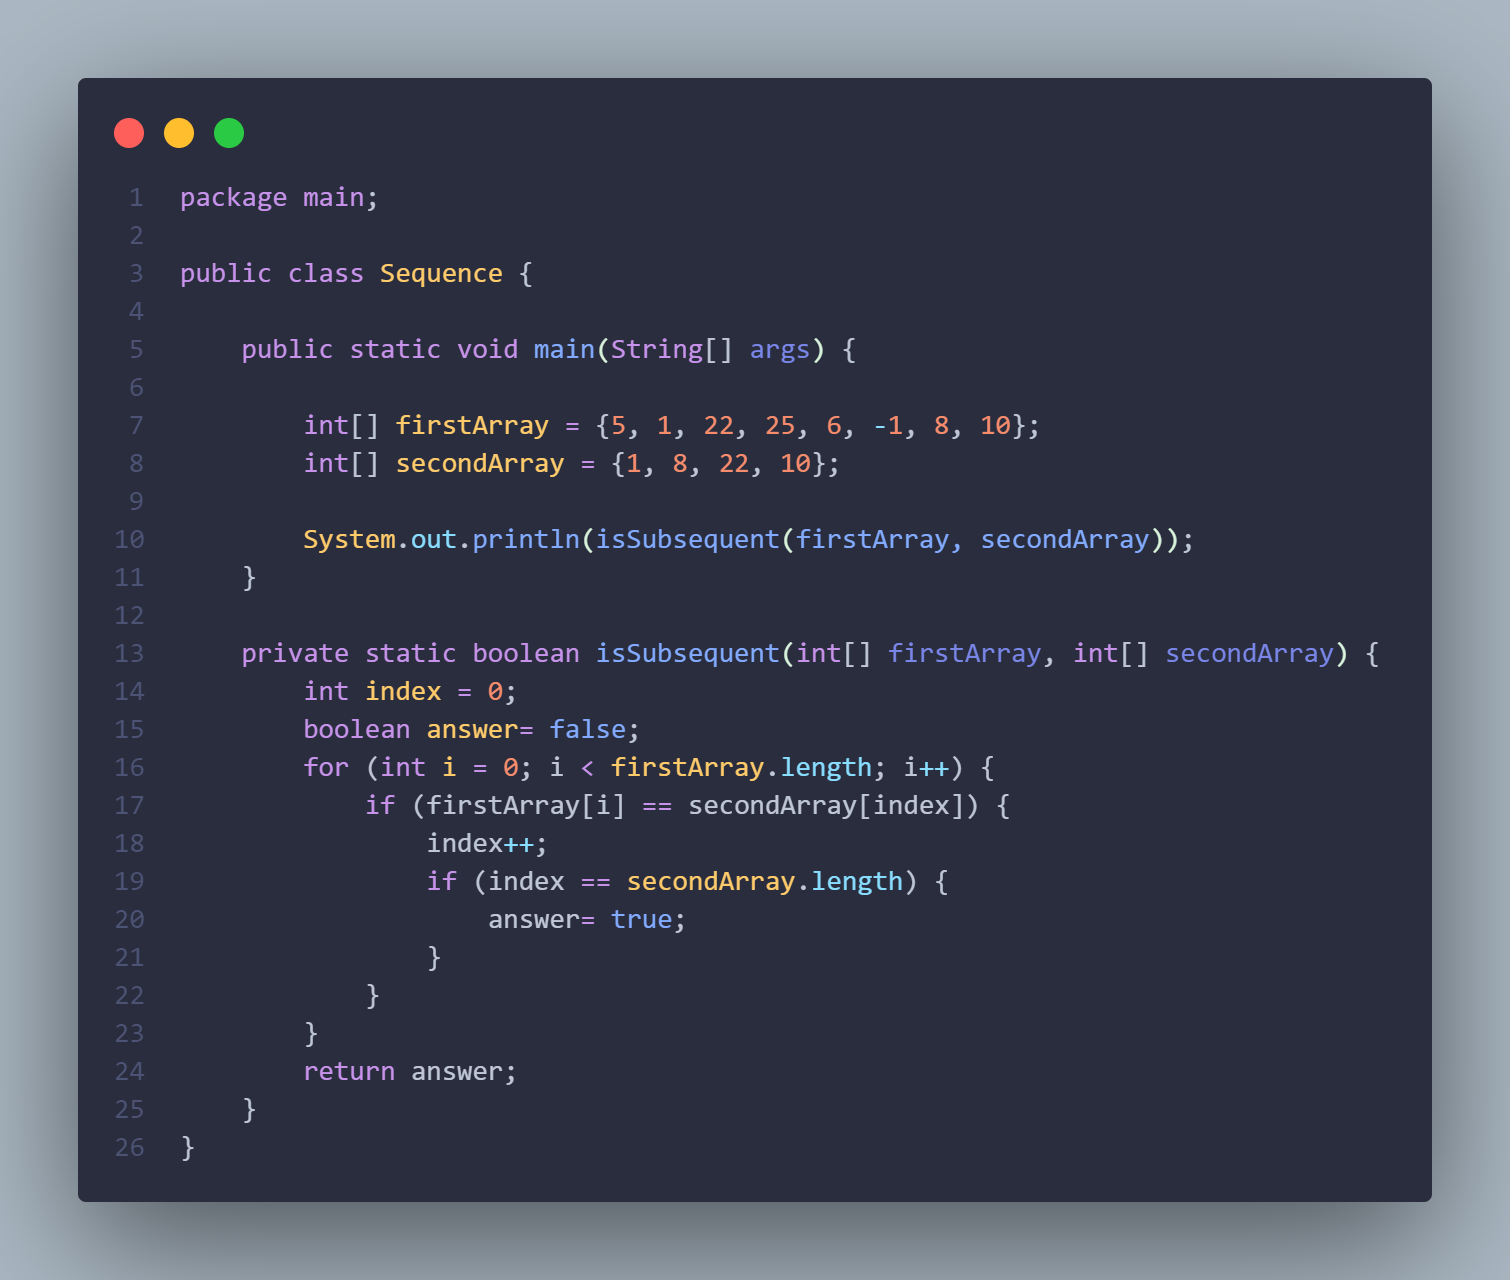 1 package main;
2
3 public class Sequence {
4
5     public static void main(String[] args) {
6
7         int[] firstArray = {5, 1, 22, 25, 6, -1, 8, 10};
8         int[] secondArray = {1, 8, 22, 10};
9
10         System.out.println(isSubsequent(firstArray, secondArray));
11     }
12
13     private static boolean isSubsequent(int[] firstArray, int[] secondArray) {
14         int index = 0;
15         boolean answer= false;
16         for (int i = 0; i < firstArray.length; i++) {
17             if (firstArray[i] == secondArray[index]) {
18                 index++;
19                 if (index == secondArray.length) {
20                     answer= true;
21                 }
22             }
23         }
24         return answer;
25     }
26 }